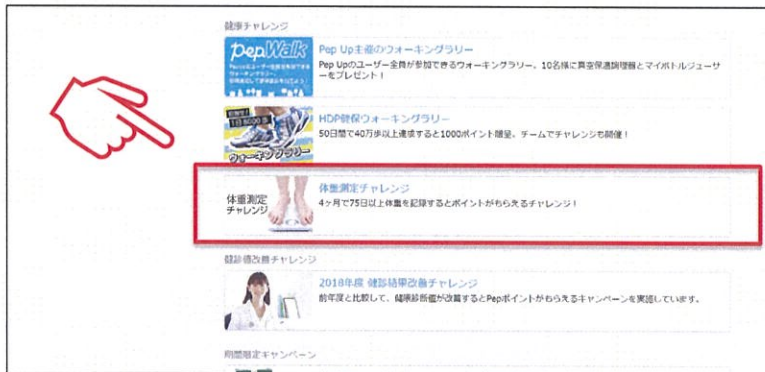 健康チャレンジ
PepWalk
Pep Up主催のウォーキングラリー
Pep Upのユーザー全員が参加できるウォーキングラリー。10名様に真空保温調理器とマイボトルジューサ
ーをプレゼント！
1日8000歩
ウォーキングラリー
HDP健保ウォーキングラリー
50日間で40万歩以上達成すると1000ポイント贈呈。チームでチャレンジも開催！
体重測定
チャレンジ
体重測定チャレンジ
4ヶ月で75日以上体重を記録するとポイントがもらえるチャレンジ！
健診値改善チャレンジ
2018年度 健診結果改善チャレンジ
前年度と比較して、健康診断値が改善するとPepポイントがもらえるキャンペーンを実施しています。
期間限定キャンペーン